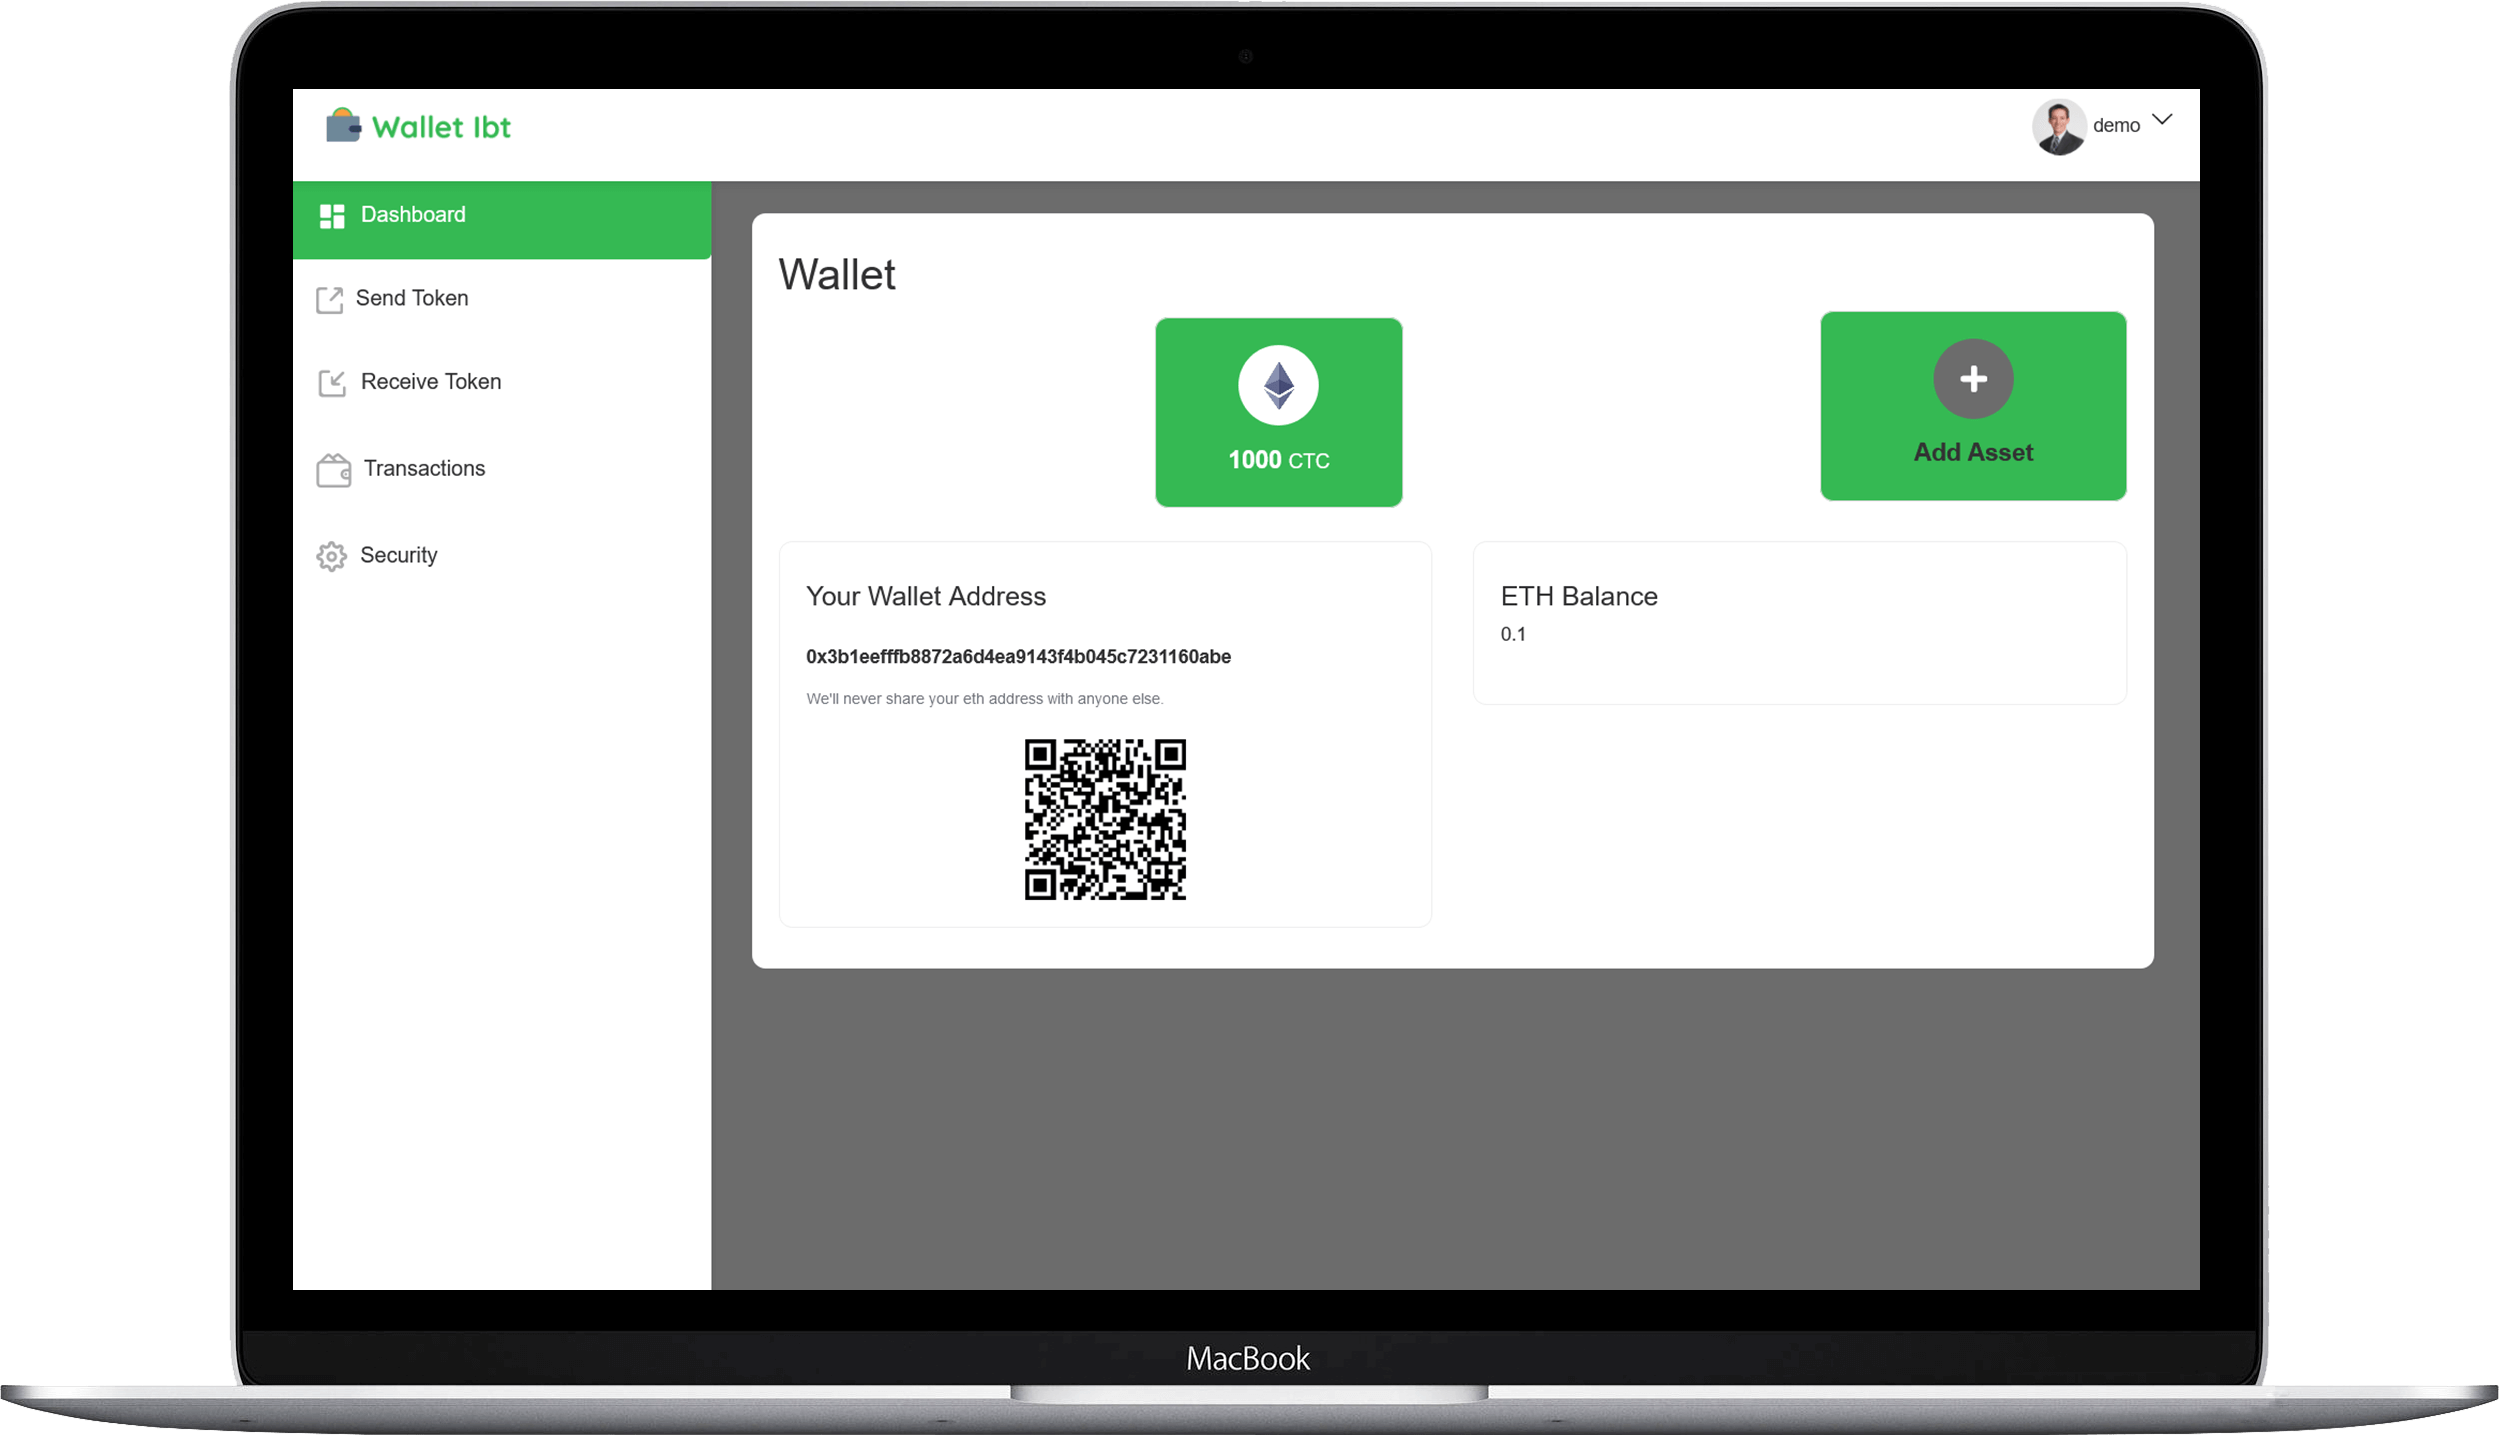 Wallet Ibt
demo
Dashboard
Send Token
Receive Token
Transactions
Security
Wallet
1000 CTC
Add Asset
Your Wallet Address
0x3b1eefffb8872a6d4ea9143f4b045c7231160abe
We'll never share your eth address with anyone else.
ETH Balance
0.1
MacBook